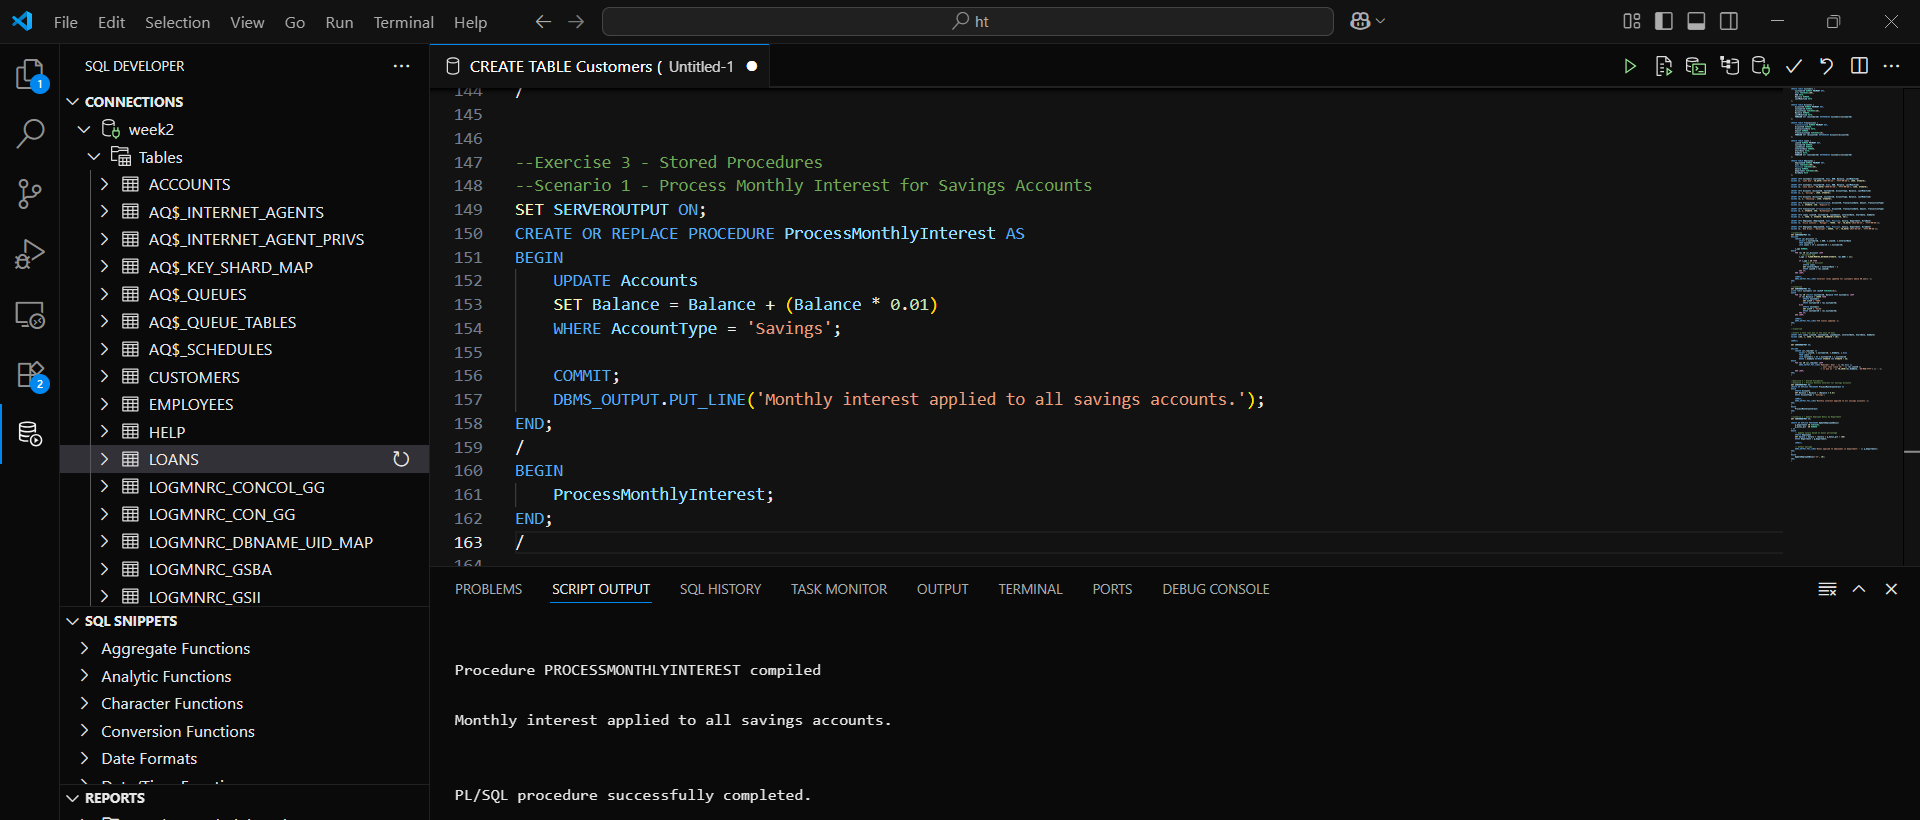 File Edit Selection View Go Run Terminal Help
ht
SQL DEVELOPER
CONNECTIONS
week2
Tables
ACCOUNTS
AQ$_INTERNET_AGENTS
AQ$_INTERNET_AGENT_PRIVS
AQ$_KEY_SHARD_MAP
AQ$_QUEUES
AQ$_QUEUE_TABLES
AQ$_SCHEDULES
CUSTOMERS
EMPLOYEES
HELP
LOANS
LOGMNRC_CONCOL_GG
LOGMNRC_CON_GG
LOGMNRC_DBNAME_UID_MAP
LOGMNRC_GSBA
LOGMNRC_GSII
SQL SNIPPETS
Aggregate Functions
Analytic Functions
Character Functions
Conversion Functions
Date Formats
REPORTS
1
2
CREATE TABLE Customers ( Untitled-1
144 /
145
146
147 --Exercise 3 - Stored Procedures
148 --Scenario 1 - Process Monthly Interest for Savings Accounts
149 SET SERVEROUTPUT ON;
150 CREATE OR REPLACE PROCEDURE ProcessMonthlyInterest AS
151 BEGIN
152 UPDATE Accounts
153 SET Balance = Balance + (Balance * 0.01)
154 WHERE AccountType = 'Savings';
155
156 COMMIT;
157 DBMS_OUTPUT.PUT_LINE('Monthly interest applied to all savings accounts.');
158 END;
159 /
160 BEGIN
161 ProcessMonthlyInterest;
162 END;
163 /
164
PROBLEMS SCRIPT OUTPUT SQL HISTORY TASK MONITOR OUTPUT TERMINAL PORTS DEBUG CONSOLE
Procedure PROCESSMONTHLYINTEREST compiled
Monthly interest applied to all savings accounts.
PL/SQL procedure successfully completed.